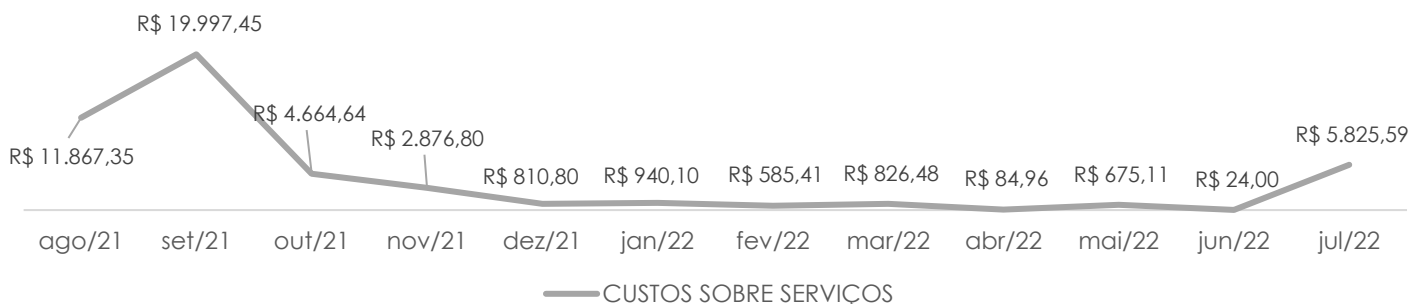 R$ 19.997,45
R$ 4.664,64
R$ 2.876,80
R$ 5.825,59
R$ 11.867,35
R$ 810,80 R$ 940,10 R$ 585,41 R$ 826,48 R$ 84,96 R$ 675,11 R$ 24,00
ago/21 set/21 out/21 nov/21 dez/21 jan/22 fev/22 mar/22 abr/22 mai/22 jun/22 jul/22
CUSTOS SOBRE SERVIÇOS